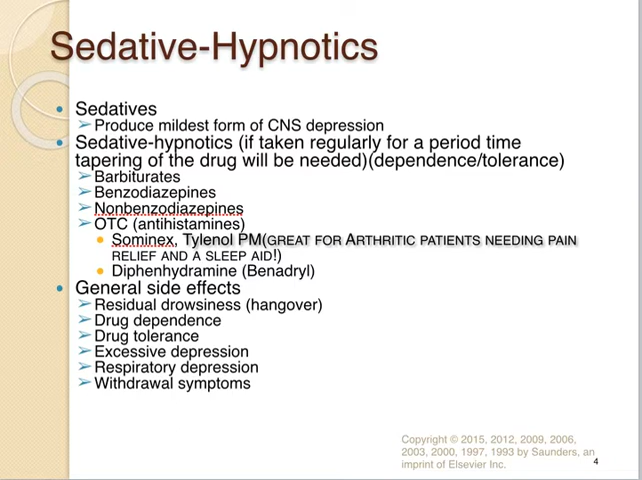 Sedative-Hypnotics
• Sedatives
➢ Produce mildest form of CNS depression
• Sedative-hypnotics (if taken regularly for a period time
tapering of the drug will be needed)(dependence/tolerance)
➢ Barbiturates
➢ Benzodiazepines
➢ Nonbenzodiazepines
➢ OTC (antihistamines)
• Sominex, Tylenol PM(GREAT FOR ARTHRITIC PATIENTS NEEDING PAIN
RELIEF AND A SLEEP AID!)
• Diphenhydramine (Benadryl)
• General side effects
➢ Residual drowsiness (hangover)
➢ Drug dependence
➢ Drug tolerance
➢ Excessive depression
➢ Respiratory depression
➢ Withdrawal symptoms
Copyright © 2015, 2012, 2009, 2006,
2003, 2000, 1997, 1993 by Saunders, an
imprint of Elsevier Inc.
4